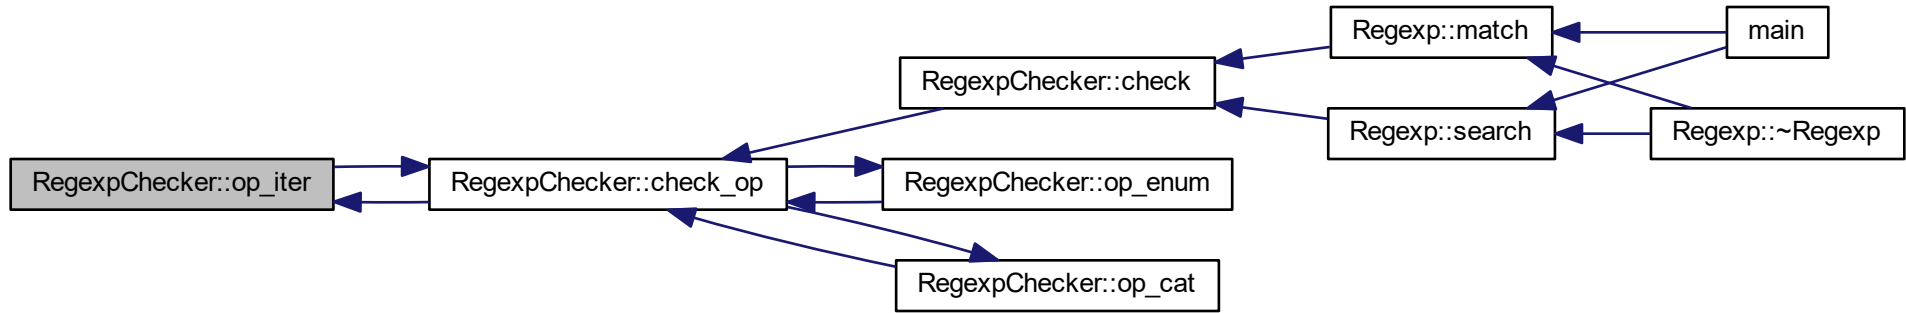 RegexpChecker::op_iter
RegexpChecker::check_op
RegexpChecker::check
RegexpChecker::op_enum
RegexpChecker::op_cat
Regexp::match
Regexp::search
main
Regexp::~Regexp